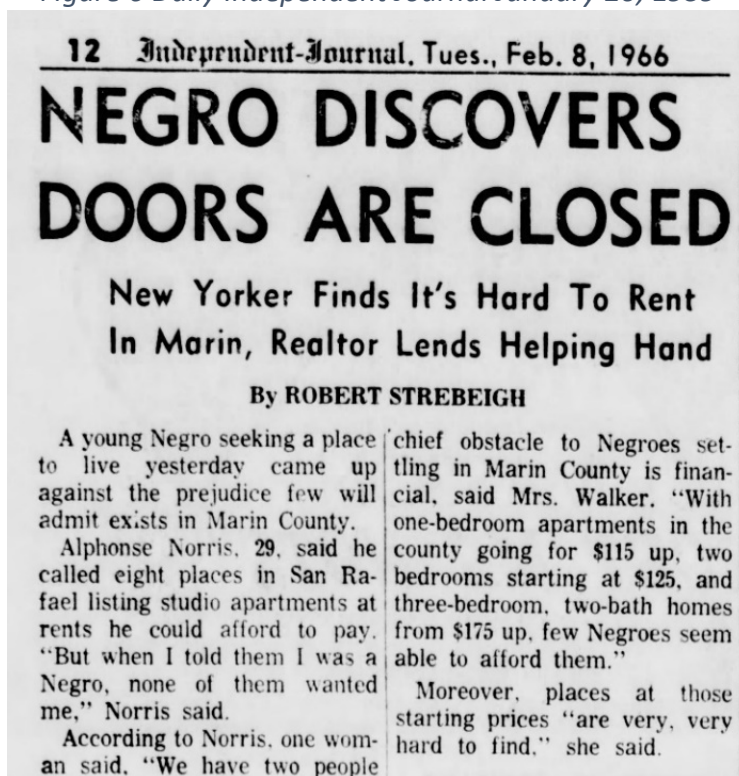 12 Independent-Journal, Tues., Feb. 8, 1966
NEGRO DISCOVERS
DOORS ARE CLOSED
New Yorker Finds It's Hard To Rent
In Marin, Realtor Lends Helping Hand
By ROBERT STREBEIGH
A young Negro seeking a place
to live yesterday came up
against the prejudice few will
admit exists in Marin County.
Alphonse Norris, 29, said he
called eight places in San Ra-
fael listing studio apartments at
rents he could afford to pay.
"But when I told them I was a
Negro, none of them wanted
me," Norris said.
According to Norris, one wom-
an said, "We have two people
chief obstacle to Negroes set-
tling in Marin County is finan-
cial, said Mrs. Walker. "With
one-bedroom apartments in the
county going for $115 up, two
bedrooms starting at $125, and
three-bedroom, two-bath homes
from $175 up, few Negroes seem
able to afford them."
Moreover, places at those
starting prices "are very, very
hard to find," she said.